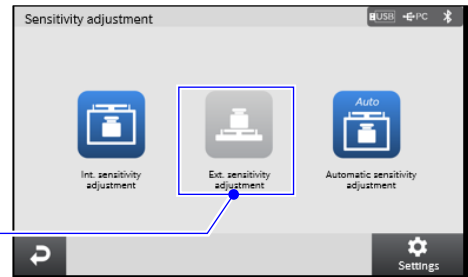 Sensitivity adjustment
USB
PC
Auto
Int. sensitivity
adjustment
Ext. sensitivity
adjustment
Automatic sensitivity
adjustment
Settings